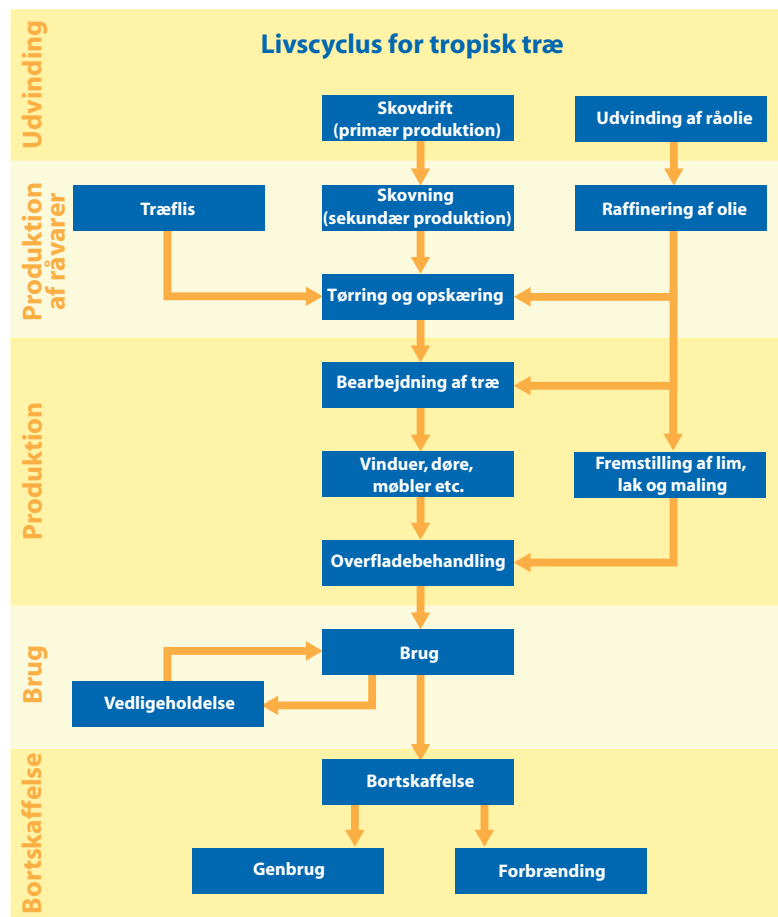 Livscyclus for tropisk træ
Udvinding
Skovdrift
(primær produktion)
Udvinding af råolie
Produktion
af råvarer
Træflis
Skovning
(sekundær produktion)
Raffinering af olie
Tørring og opskæring
Produktion
Bearbejdning af træ
Vinduer, døre,
møbler etc.
Fremstilling af lim,
lak og maling
Overfladebehandling
Brug
Brug
Vedligeholdelse
Bortskaffelse
Bortskaffelse
Genbrug
Forbrænding